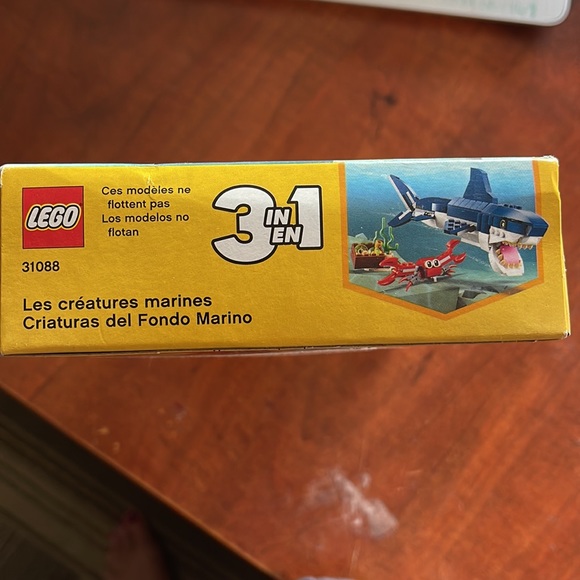 LEGO
31088
Ces modèles ne
flottent pas
Los modelos no
flotan
3 IN 1
EN
Les créatures marines
Criaturas del Fondo Marino